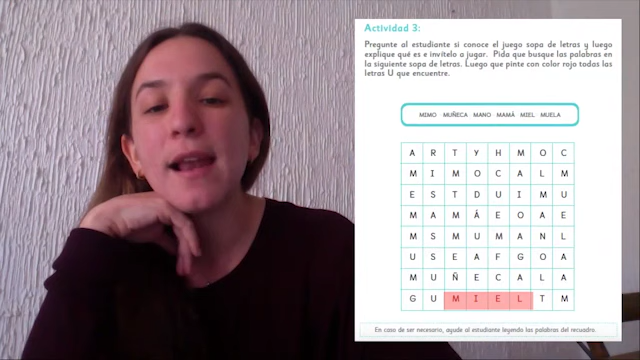 Actividad 3:
Pregunte al estudiante si conoce el juego sopa de letras y luego
explique qué es e invítelo a jugar. Pida que busque las palabras en
la siguiente sopa de letras. Luego que pinte con color rojo todas las
letras U que encuentre.
MIMO MUÑECA MANO MAMÁ MIEL MUELA
A R T Y H M O C
M I M O C A L M
E S T D U I M U
M A M Á E O A E
M S M U M A N L
U S E A F G O A
M U Ñ E C A L A
G U M I E L T M
En caso de ser necesario, ayude al estudiante leyendo las palabras del recuadro.